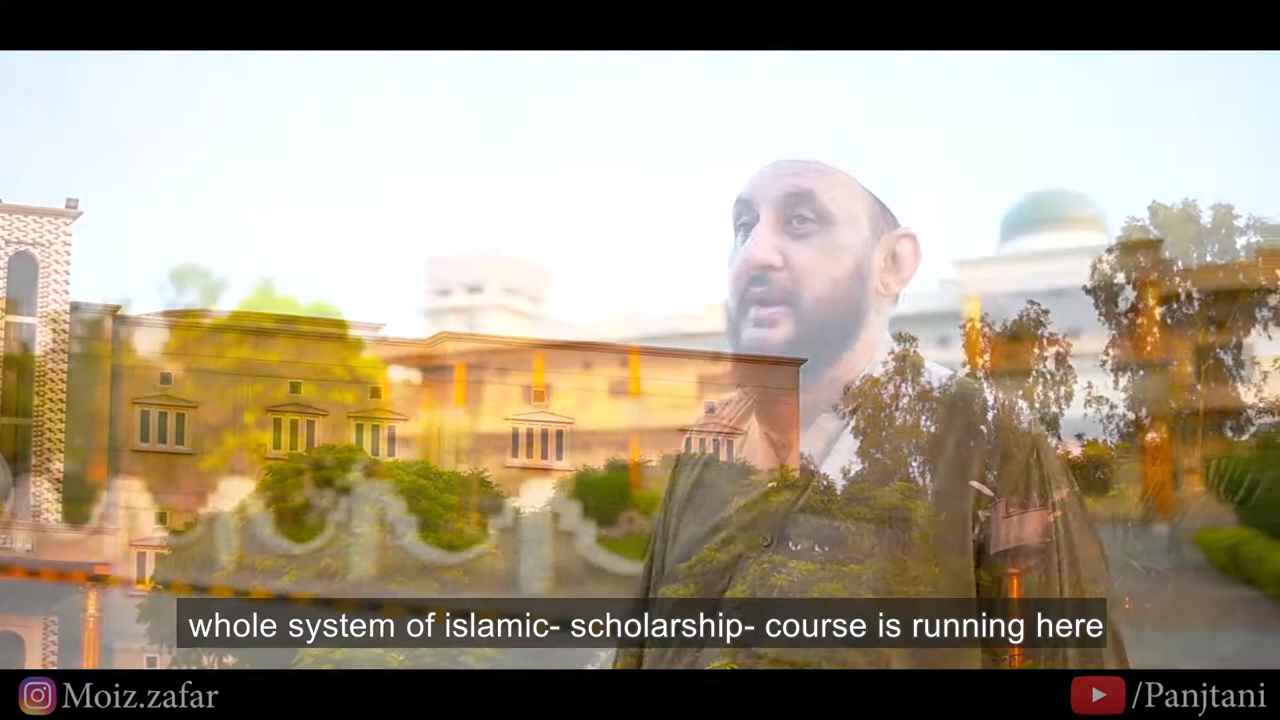 whole system of islamic- scholarship- course is running here
Moiz.zafar
/Panjtani